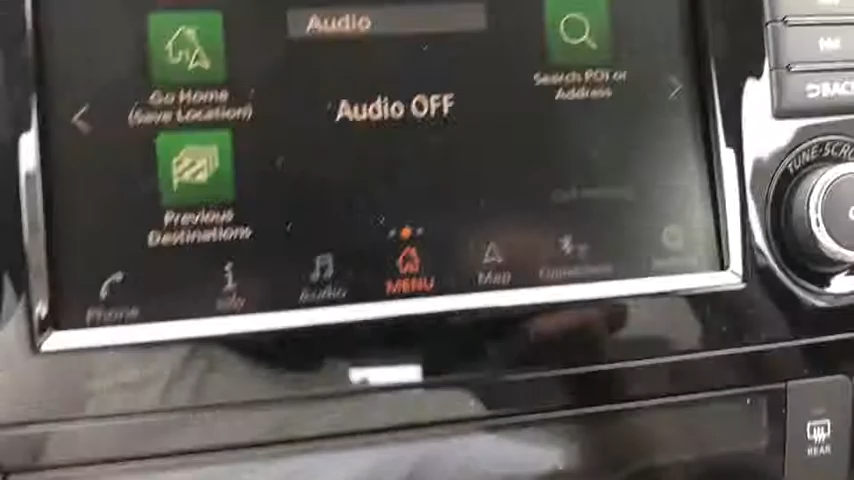 Audio
Go Home
(Save Location)
Search POI or
Address
Audio OFF
Previous
Destinations
Phone
Info
Audio
MENU
Map
Connections
BACK
TUNE·SCROLL
REAR